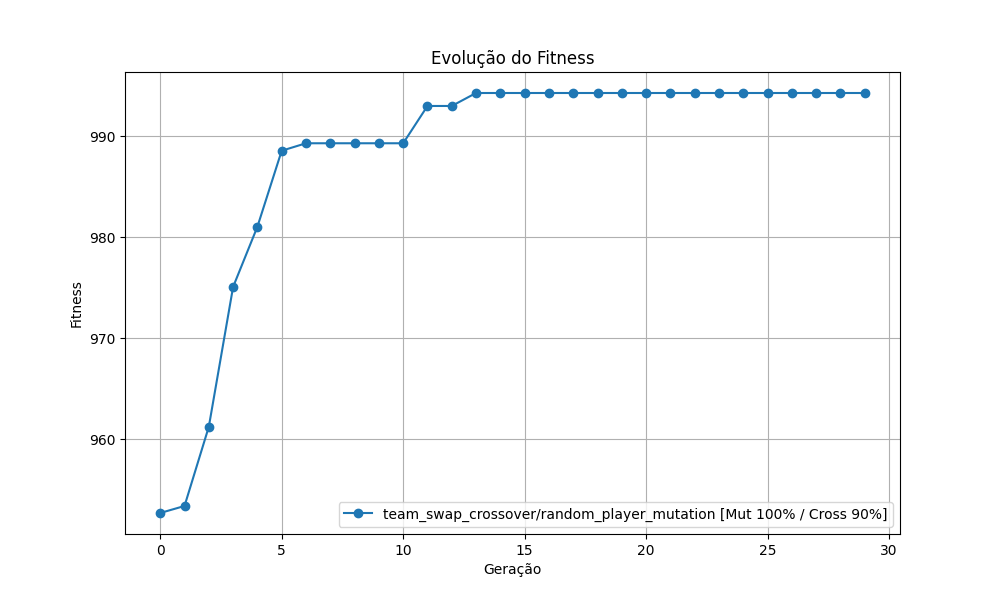 Evolução do Fitness
Fitness
990
980
970
960
team_swap_crossover/random_player_mutation [Mut 100% / Cross 90%]
0 5 10 15 20 25 30
Geração